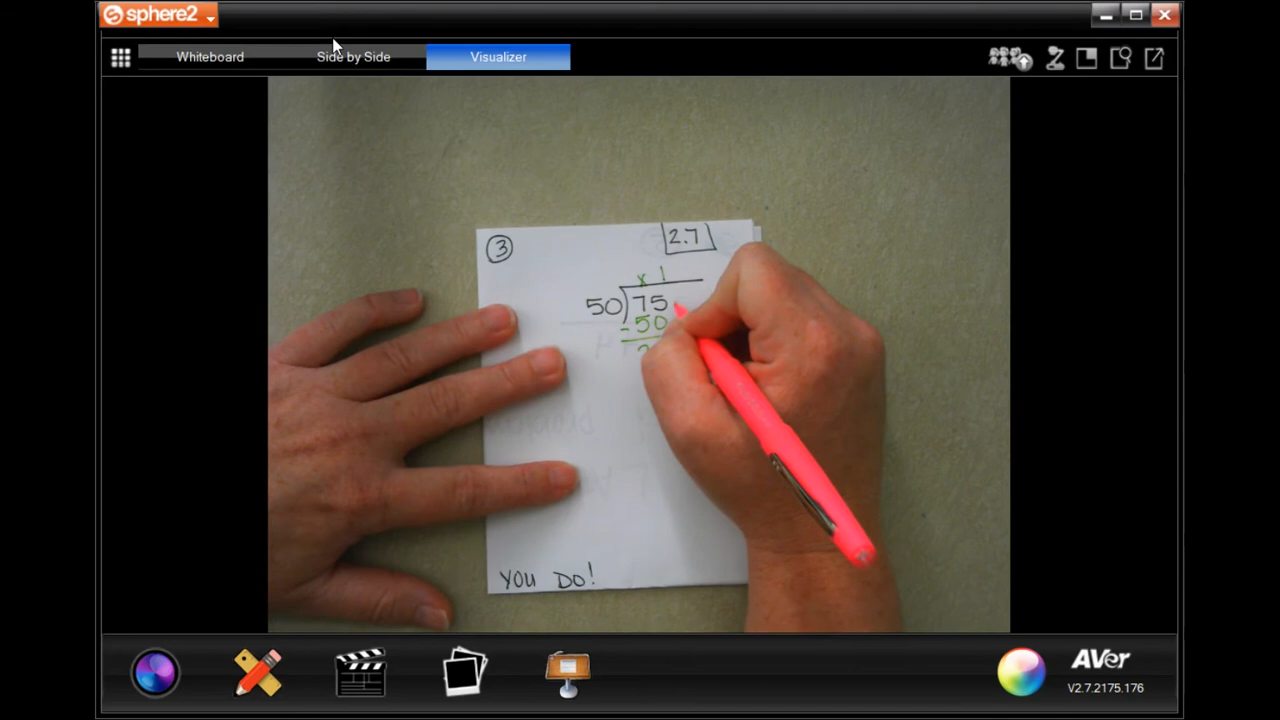 sphere2
Whiteboard Side by Side Visualizer
③ 2.7
x 1
50 75
- 50
2
YOU DO!
AVer
V2.7.2175.176